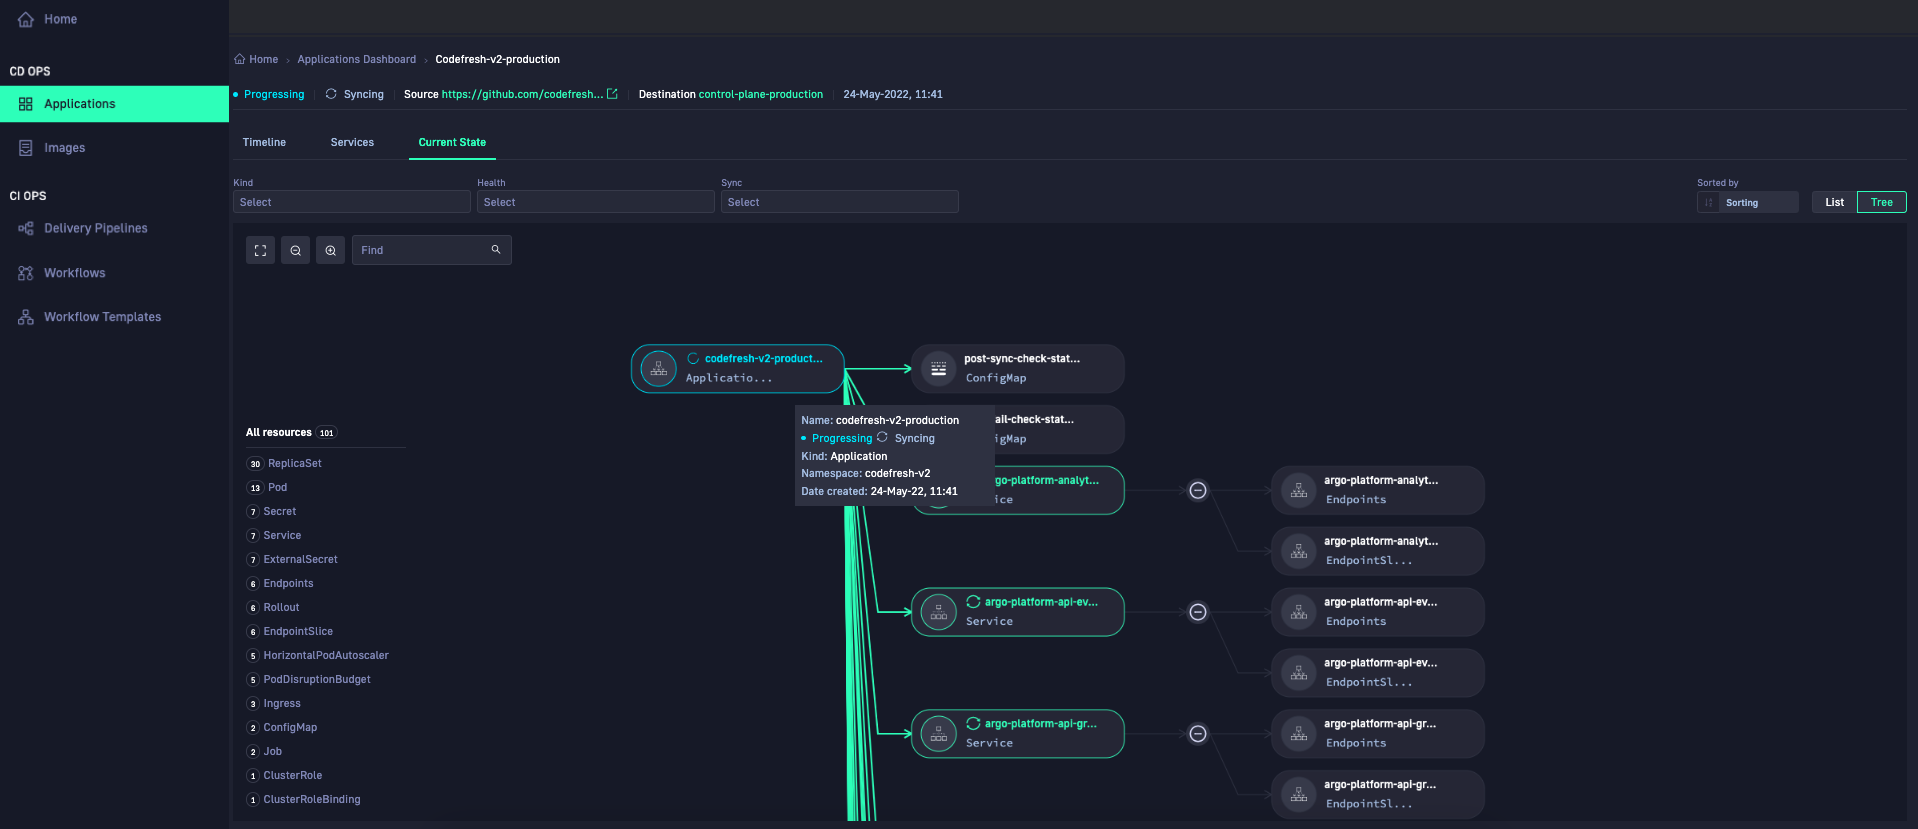 Home
CD OPS
Applications
Images
CI OPS
Delivery Pipelines
Workflows
Workflow Templates
Home › Applications Dashboard › Codefresh-v2-production
Progressing Syncing Source https://github.com/codefresh... Destination control-plane-production 24-May-2022, 11:41
Timeline Services Current State
Kind Health Sync Sorted by
Select Select Select Sorting List Tree
Find
codefresh-v2-product...
Applicatio...
post-sync-check-stat...
ConfigMap
ail-check-stat...
igMap
Name: codefresh-v2-production
Progressing Syncing
Kind: Application
Namespace: codefresh-v2
Date created: 24-May-22, 11:41
go-platform-analyt...
ice
argo-platform-analyt...
Endpoints
argo-platform-analyt...
EndpointSl...
argo-platform-api-ev...
Service
argo-platform-api-ev...
Endpoints
argo-platform-api-ev...
EndpointSl...
argo-platform-api-gr...
Service
argo-platform-api-gr...
Endpoints
argo-platform-api-gr...
EndpointSl...
All resources 101
30 ReplicaSet
13 Pod
7 Secret
7 Service
7 ExternalSecret
6 Endpoints
6 Rollout
6 EndpointSlice
5 HorizontalPodAutoscaler
5 PodDisruptionBudget
3 Ingress
2 ConfigMap
2 Job
1 ClusterRole
1 ClusterRoleBinding